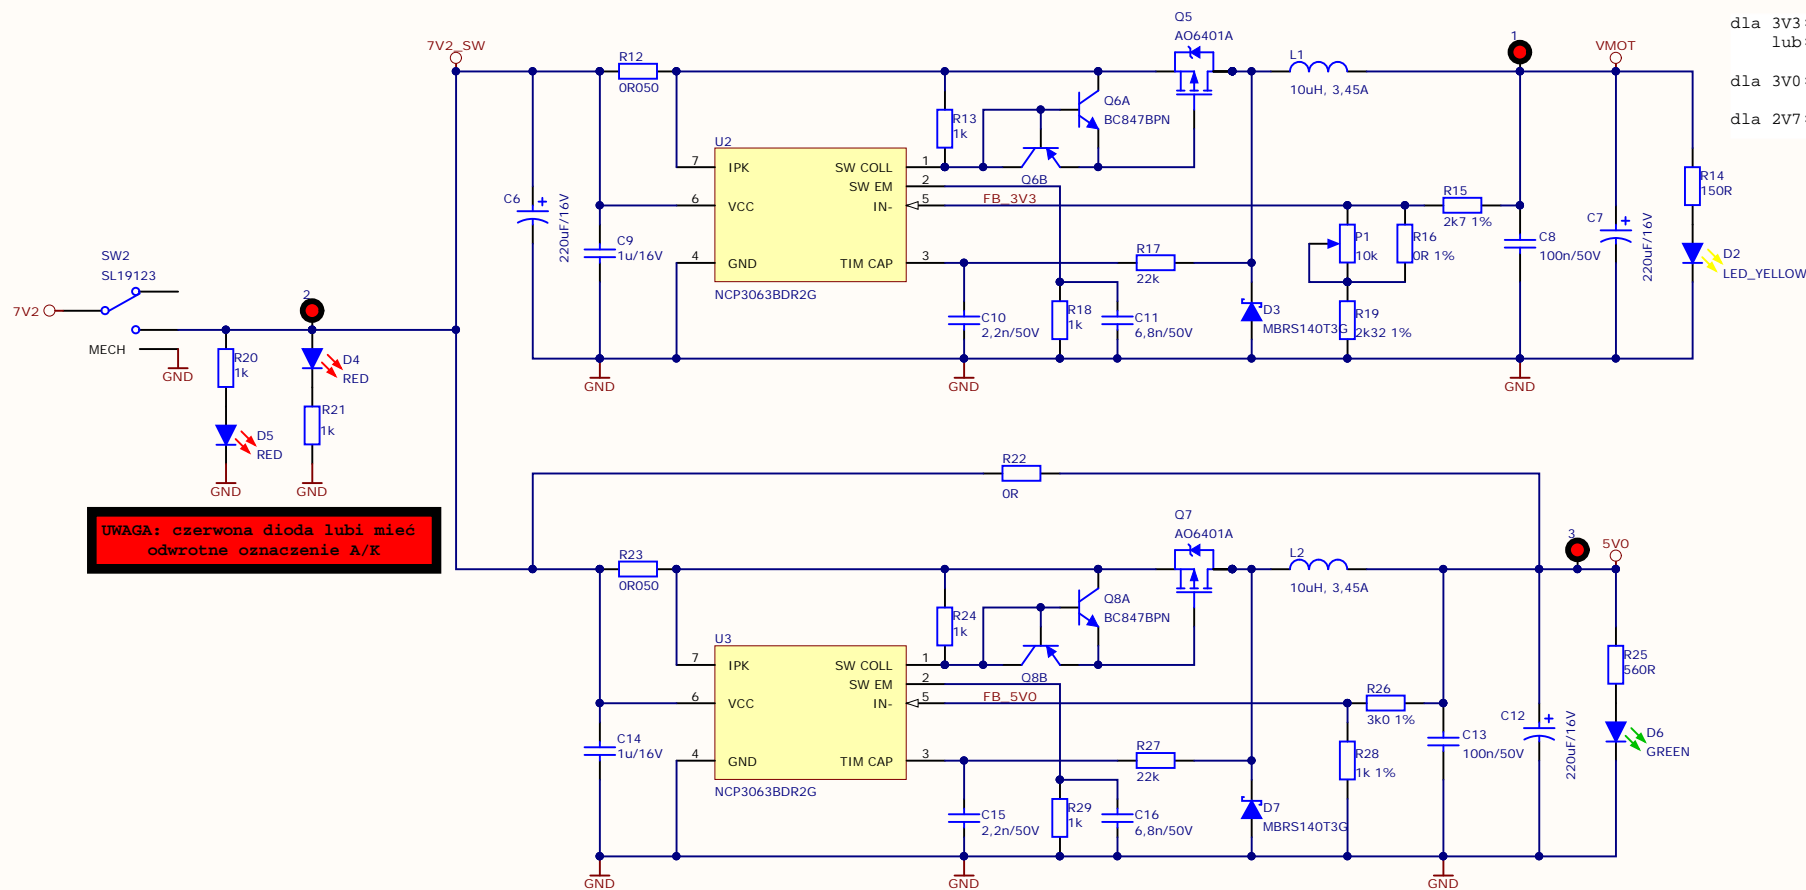 Q5
AO6401A
dla 3V3
lub
dla 3V0
dla 2V7
7V2_SW
R12
0R050
L1
10uH, 3,45A
1
VMOT
R13
1k
Q6A
BC847BPN
Q6B
U2
7 IPK
6 VCC
4 GND
SW COLL 1
SW EM 2
IN- 5
TIM CAP 3
NCP3063BDR2G
FB_3V3
C6
220uF/16V
C9
1u/16V
R17
22k
C10
2,2n/50V
R18
1k
C11
6,8n/50V
D3
MBRS140T3G
P1
10k
R16
0R 1%
R15
2k7 1%
R19
2k32 1%
C8
100n/50V
C7
220uF/16V
R14
150R
D2
LED_YELLOW
GND
GND
GND
SW2
SL19123
7V2
MECH
GND
2
R20
1k
D4
RED
D5
RED
R21
1k
GND
GND
UWAGA: czerwona dioda lubi mieć
odwrotne oznaczenie A/K
R22
0R
R23
0R050
Q7
AO6401A
L2
10uH, 3,45A
3
5V0
R24
1k
Q8A
BC847BPN
Q8B
U3
7 IPK
6 VCC
4 GND
SW COLL 1
SW EM 2
IN- 5
TIM CAP 3
NCP3063BDR2G
FB_5V0
C14
1u/16V
R27
22k
C15
2,2n/50V
R29
1k
C16
6,8n/50V
D7
MBRS140T3G
R26
3k0 1%
R28
1k 1%
C13
100n/50V
C12
220uF/16V
R25
560R
D6
GREEN
GND
GND
GND